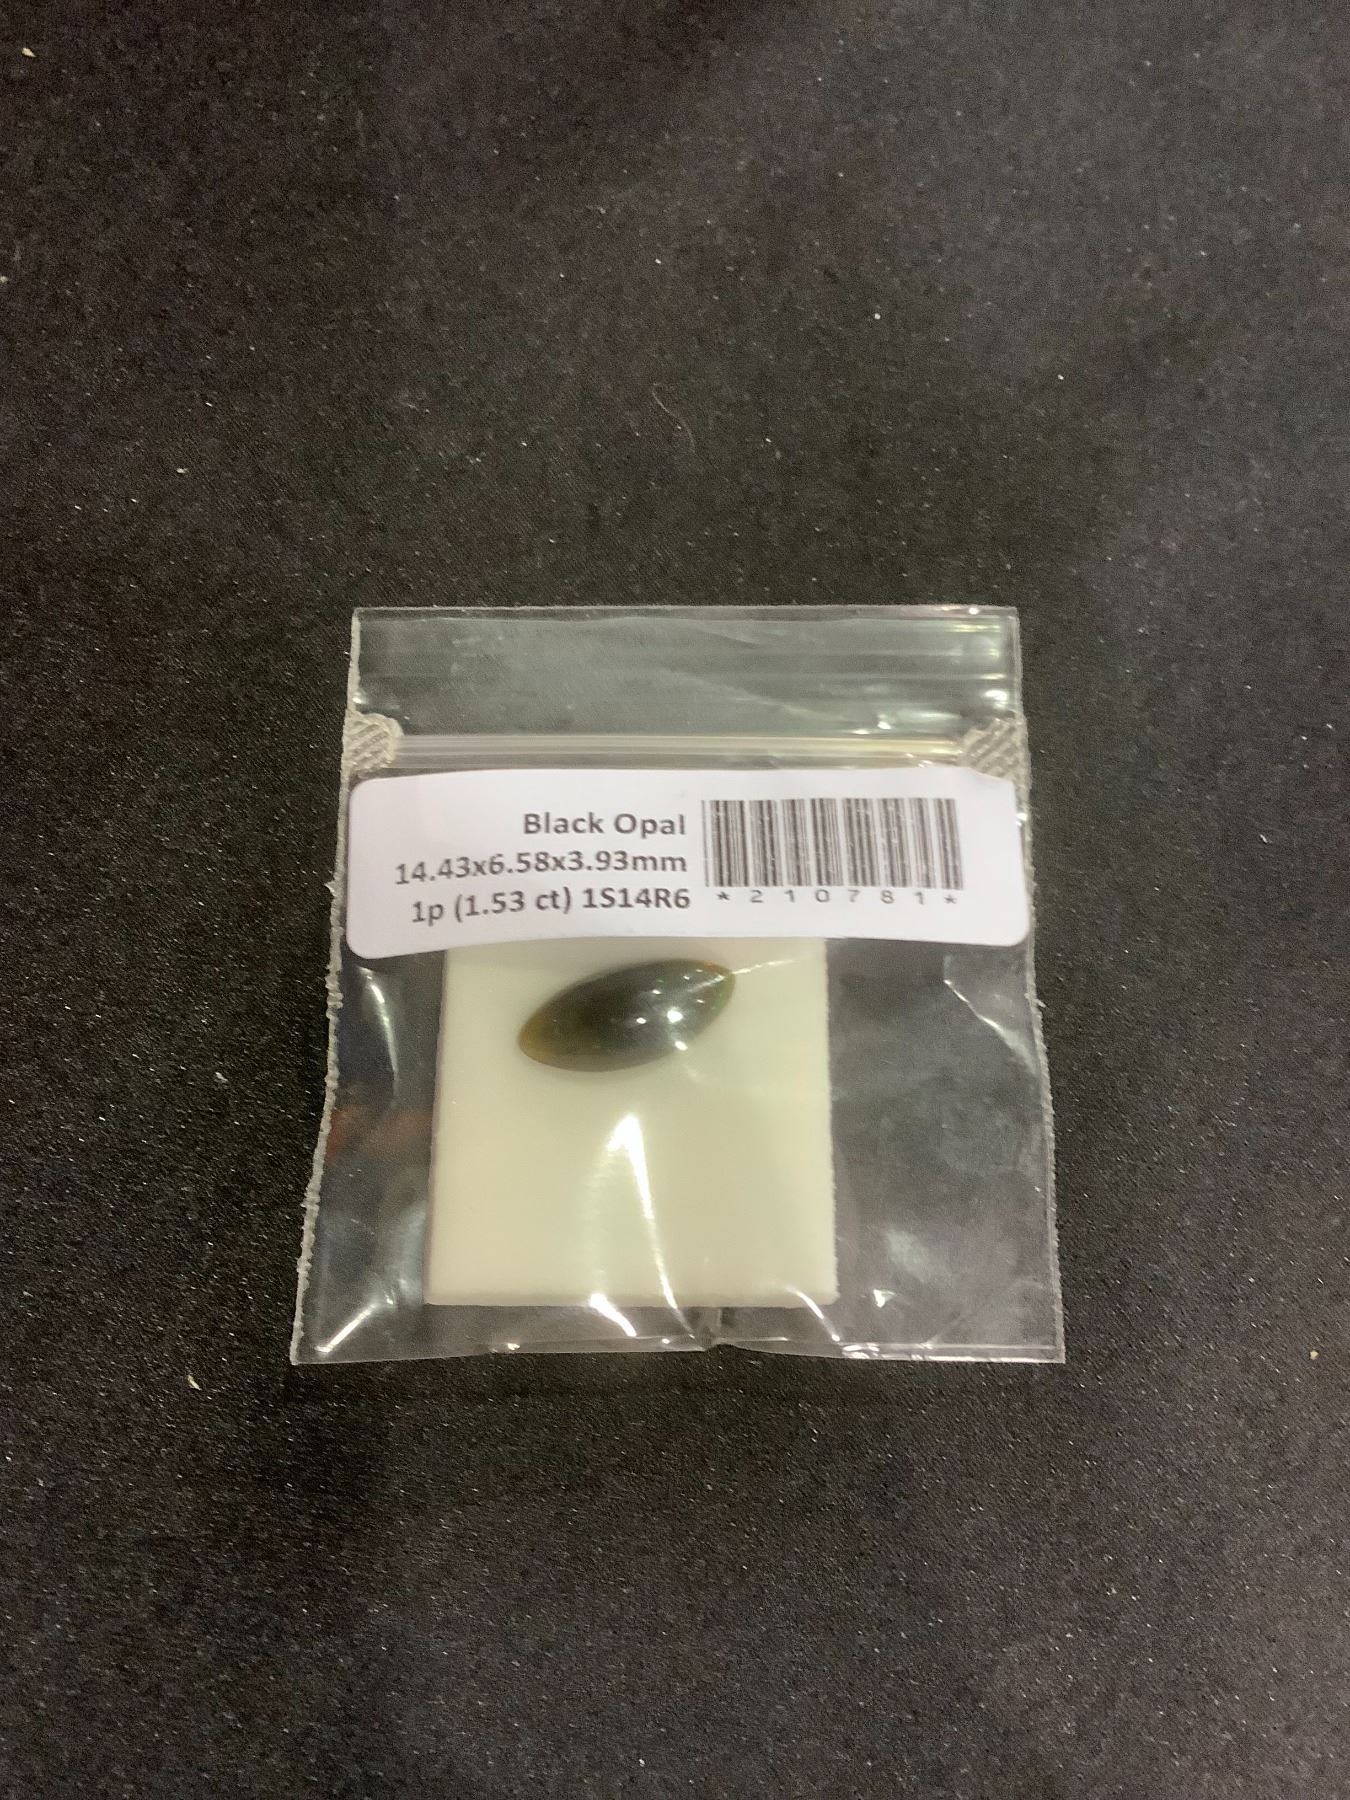 Black Opal
14.43x6.58x3.93mm
1p (1.53 ct) 1S14R6
*210781*